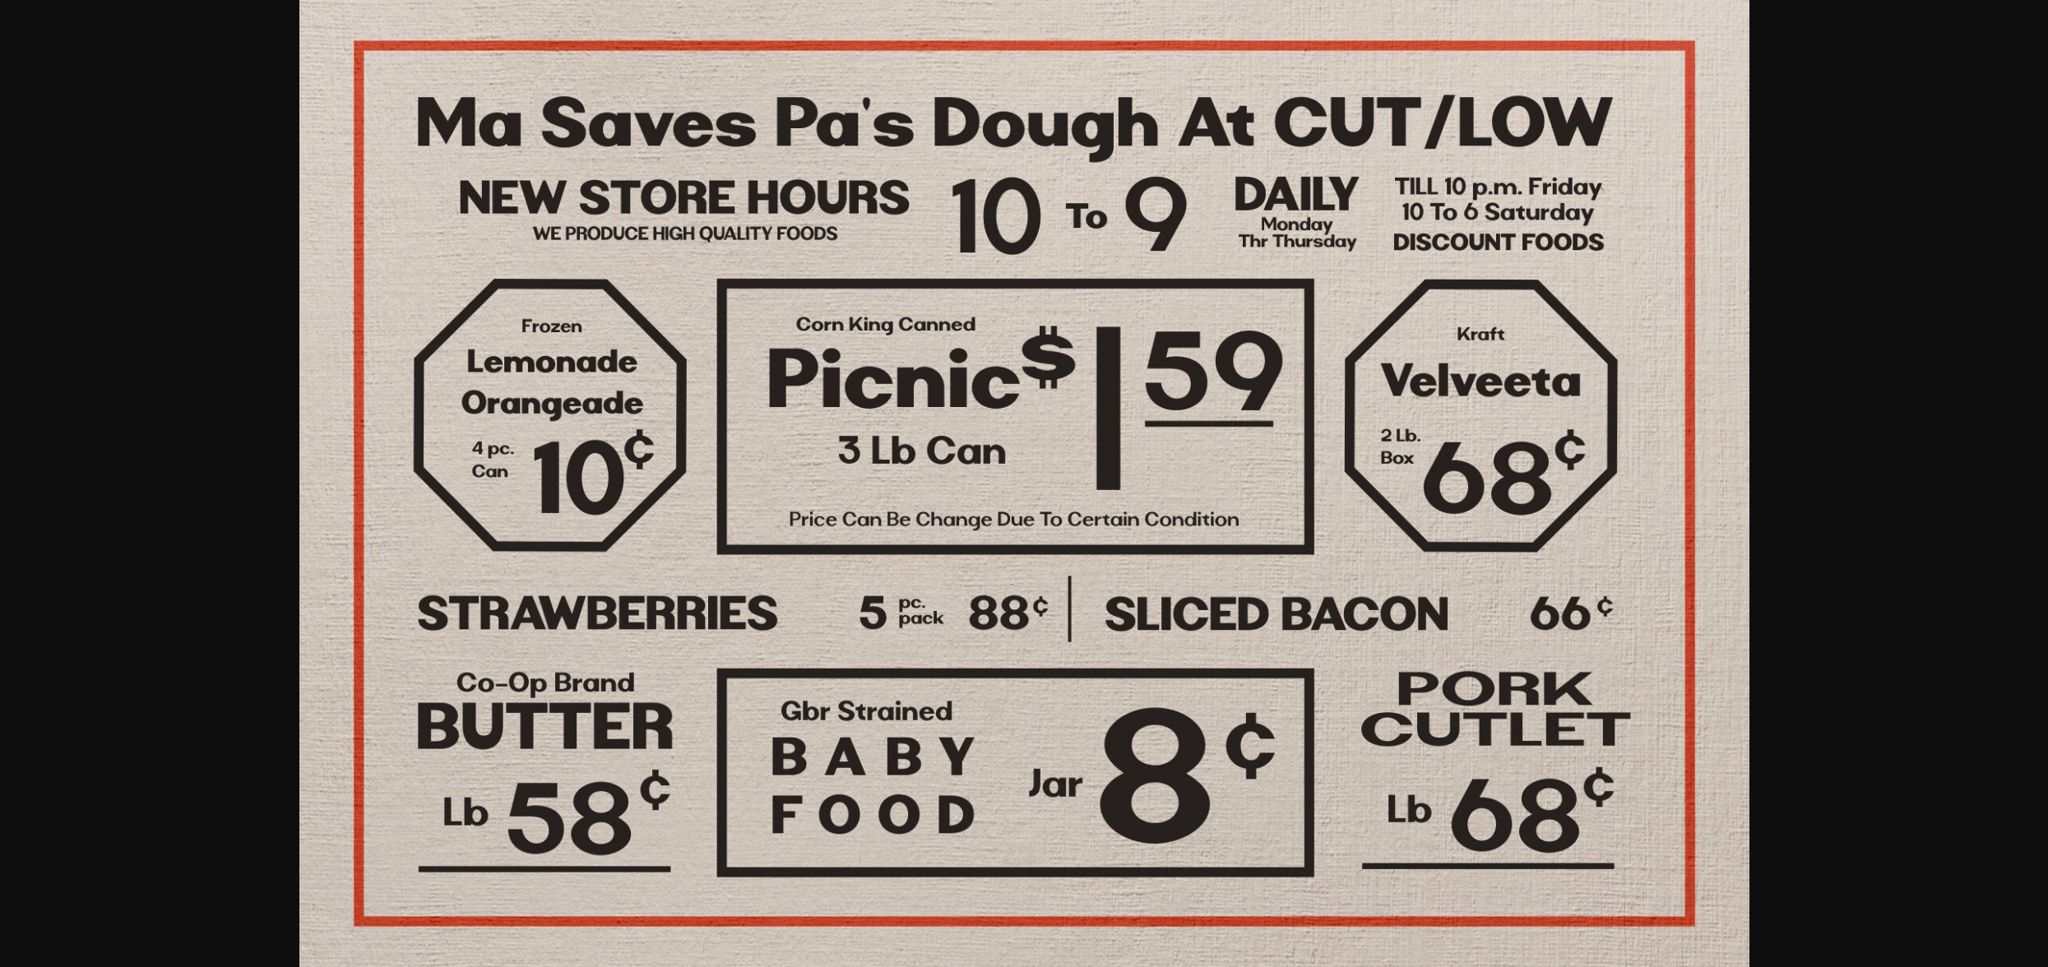 Ma Saves Pa's Dough At CUT/LOW
NEW STORE HOURS
WE PRODUCE HIGH QUALITY FOODS
10 To 9
DAILY
Monday
Thr Thursday
TILL 10 p.m. Friday
10 To 6 Saturday
DISCOUNT FOODS
Frozen
Lemonade
Orangeade
4 pc.
Can
10¢
Corn King Canned
Picnic
3 Lb Can
$1 59
Price Can Be Change Due To Certain Condition
Kraft
Velveeta
2 Lb.
Box
68¢
STRAWBERRIES
5 pc.
pack
88¢
SLICED BACON 66¢
Co-Op Brand
BUTTER
Lb 58¢
Gbr Strained
BABY
FOOD
Jar 8¢
PORK
CUTLET
Lb 68¢